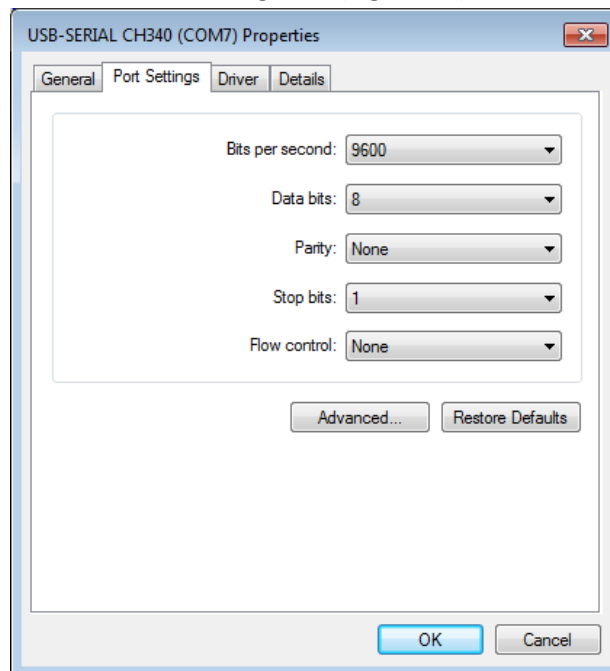 USB-SERIAL CH340 (COM7) Properties
General Port Settings Driver Details
Bits per second: 9600
Data bits: 8
Parity: None
Stop bits: 1
Flow control: None
Advanced... Restore Defaults
OK Cancel